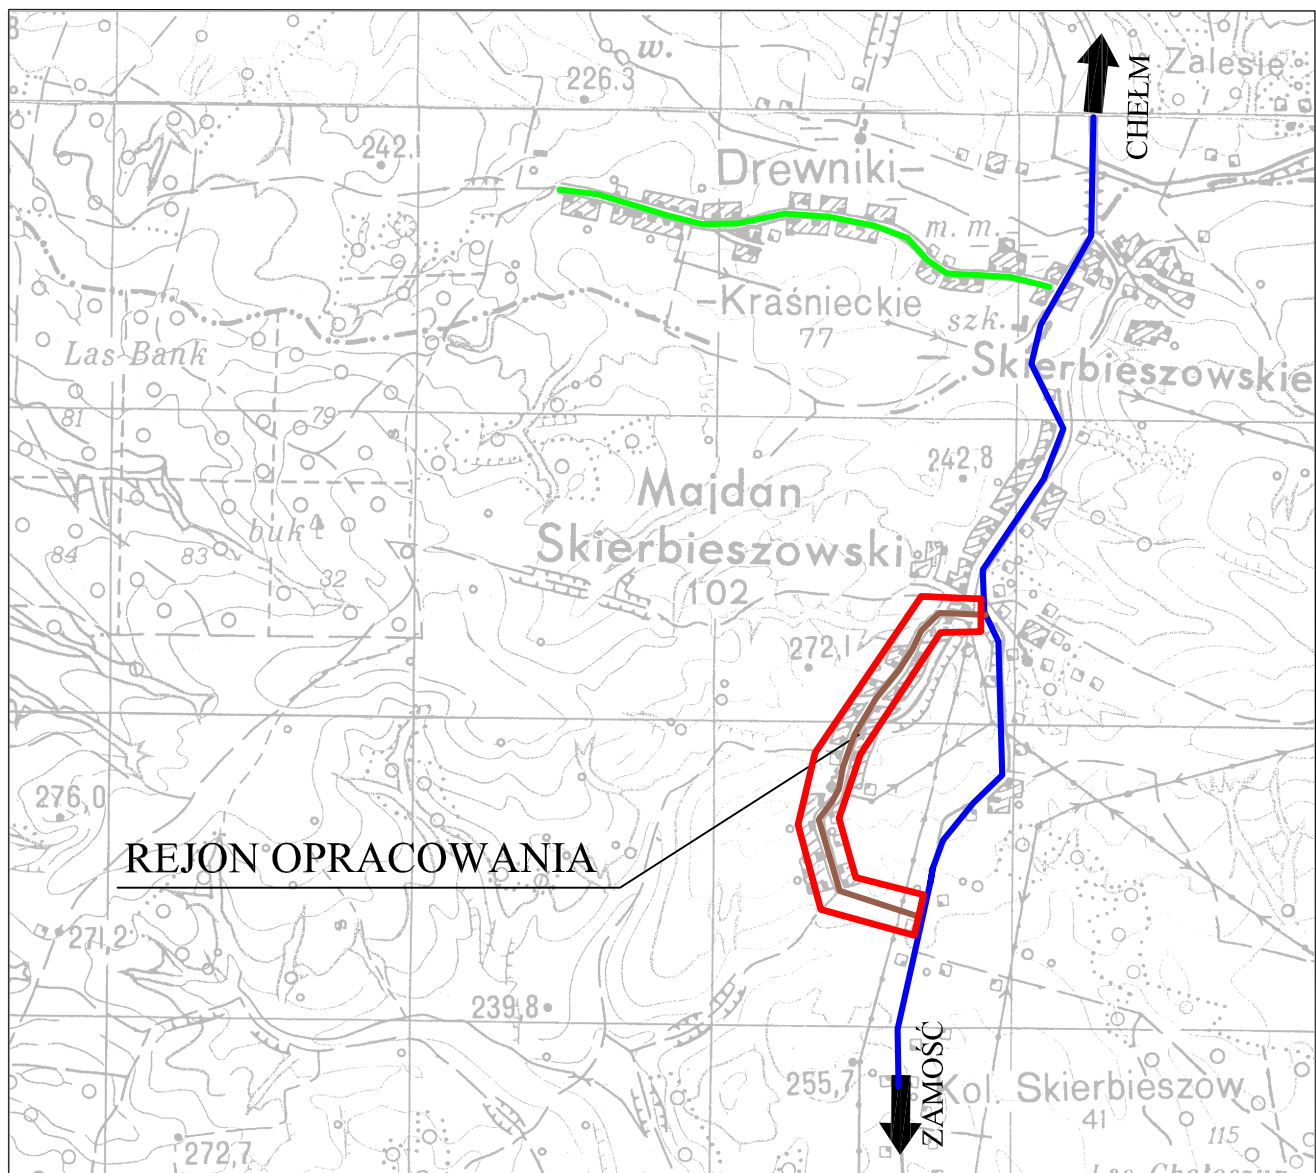 8
w.
226.3
Zalesie
CHEŁM
242,1
Drewniki-
m. m.
-Kraśnieckie
77
szk.
Skierbieszowskie
Las Bank
81
79
250
242,8
Majdan
Skierbieszowski
102
buk
84
83
32
272,1
276,0
REJON OPRACOWANIA
s
271,2
239,8
255,7
Kol. Skierbieszow
41
115
ZAMOŚĆ
272,7